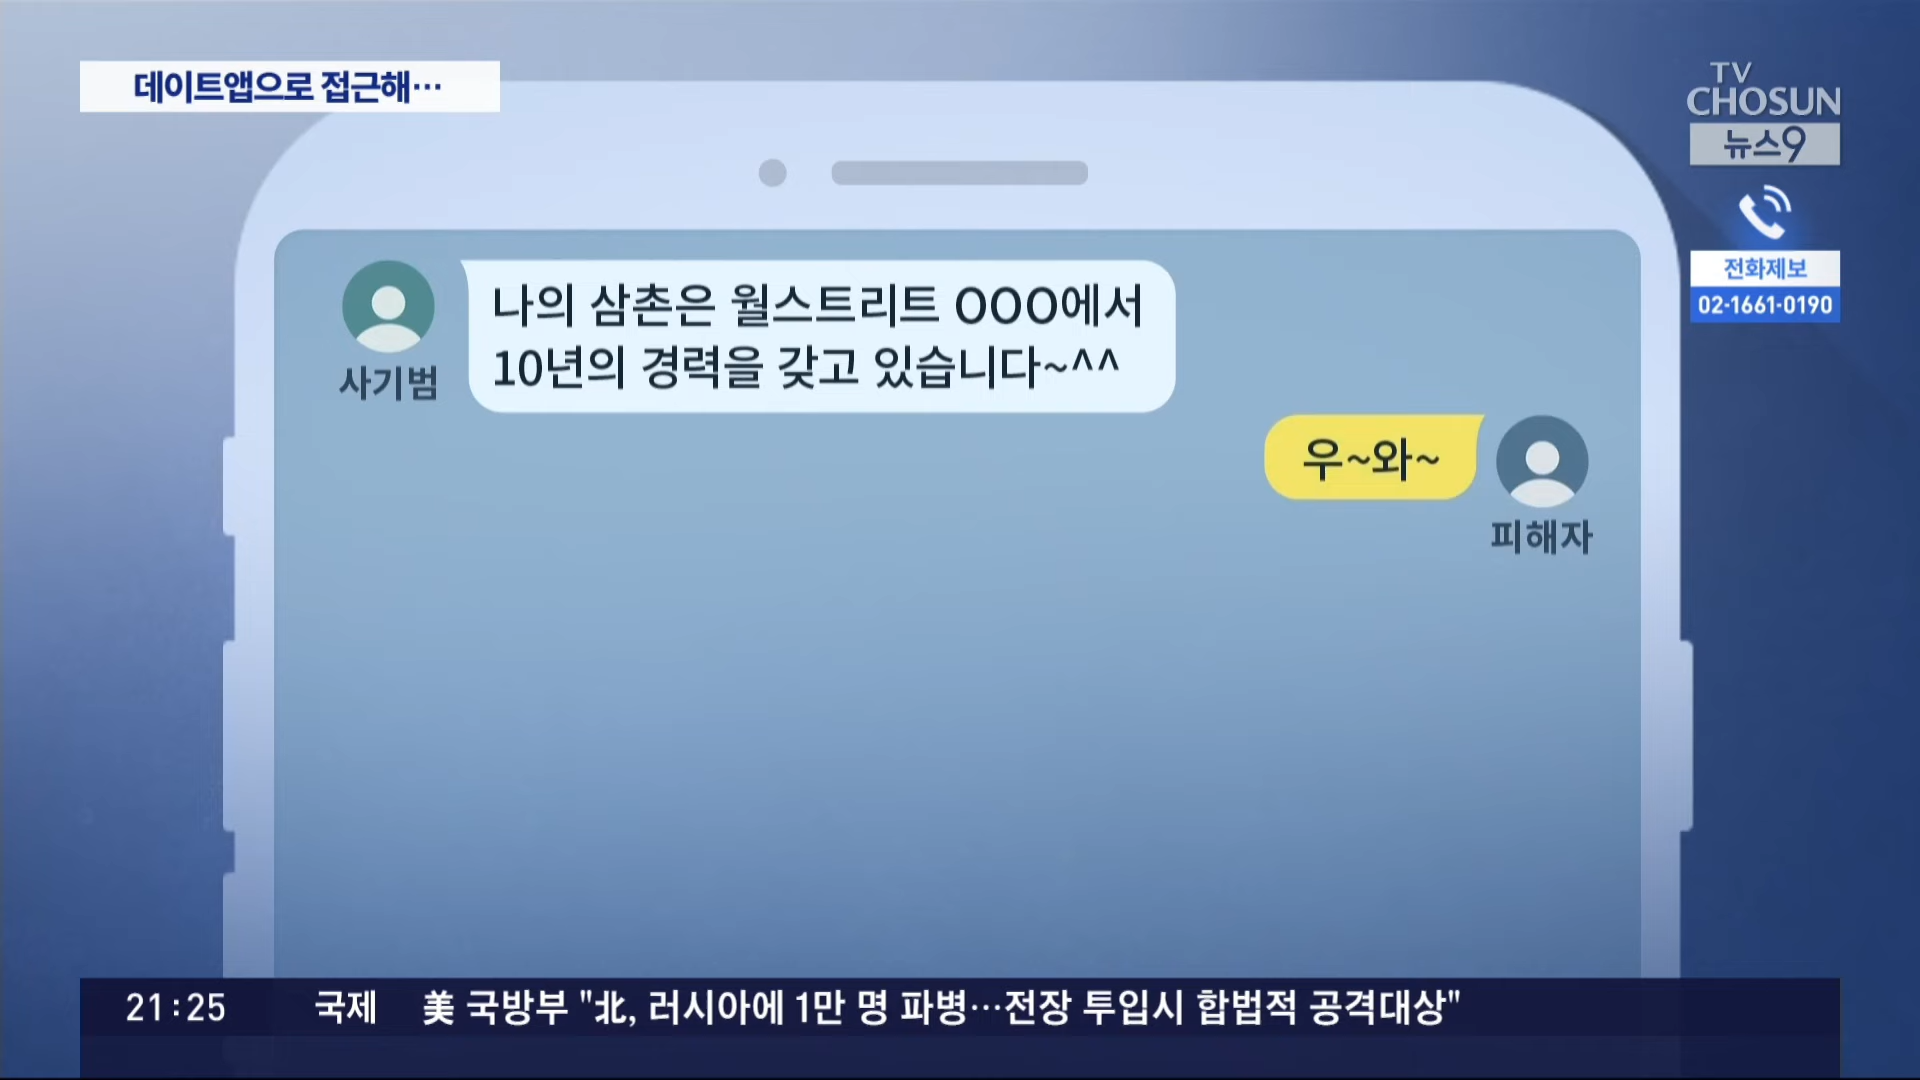 데이트앱으로 접근해…
TV
CHOSUN
뉴스9
전화제보
02-1661-0190
나의 삼촌은 월스트리트 OOO에서
10년의 경력을 갖고 있습니다~^^
사기범
우~와~
피해자
21:25 국제 美 국방부 "北, 러시아에 1만 명 파병…전장 투입시 합법적 공격대상"